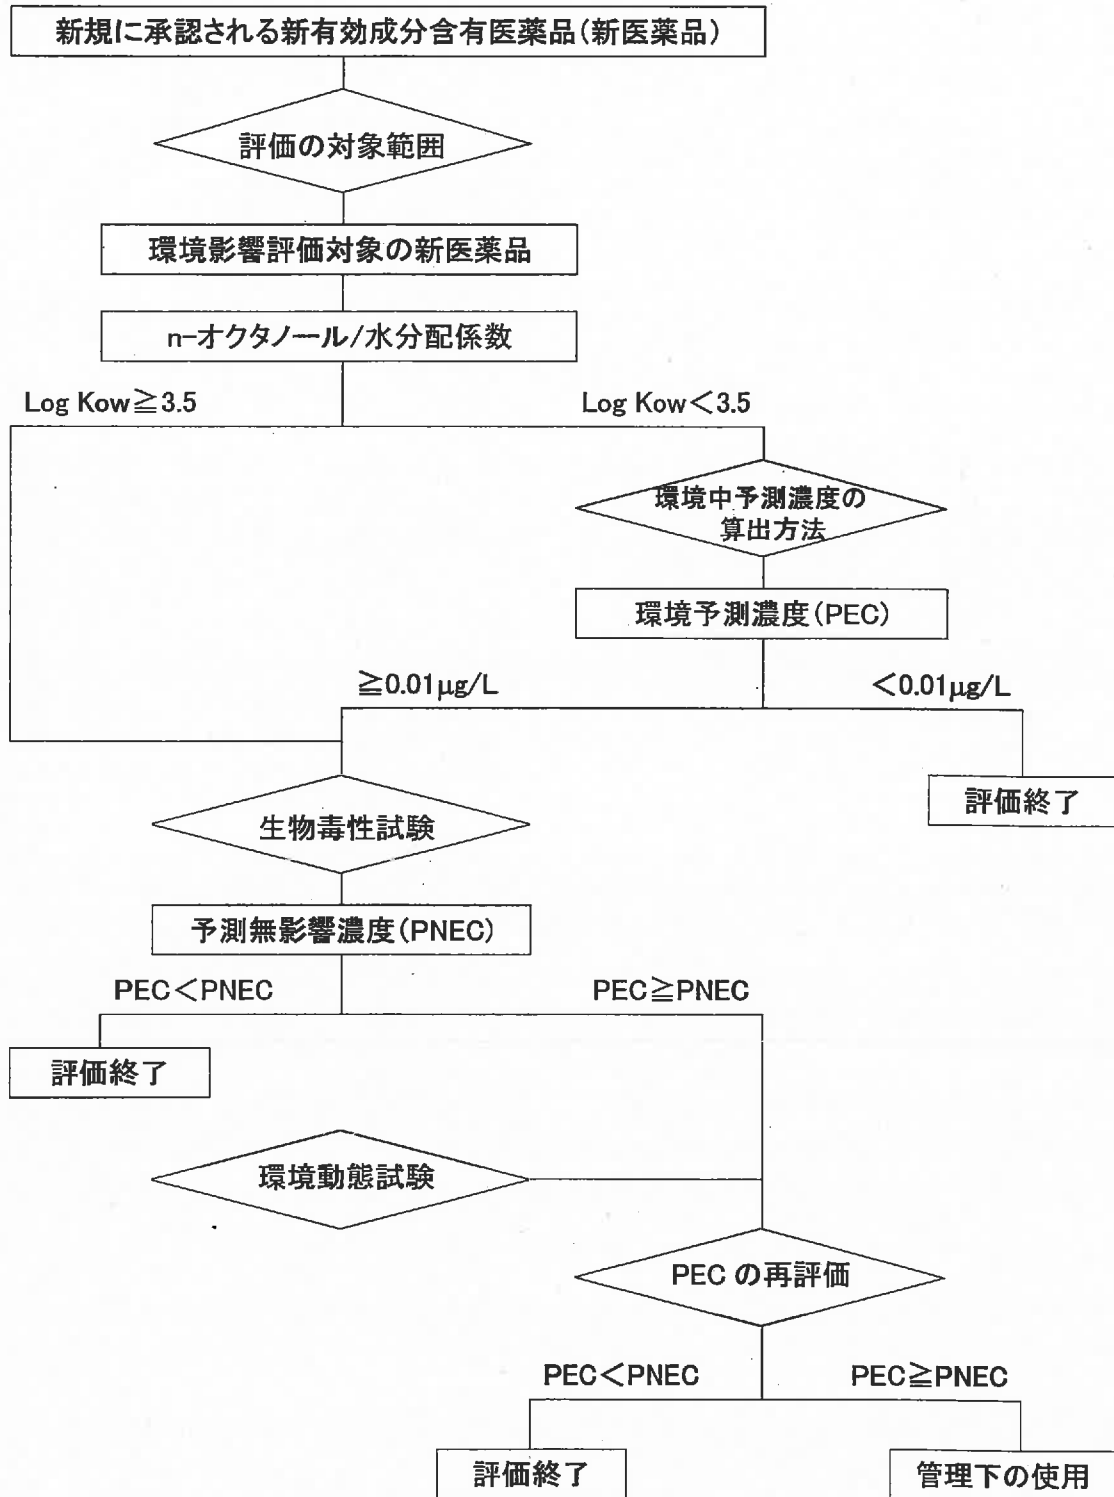 新規に承認される新有効成分含有医薬品(新医薬品)
評価の対象範囲
環境影響評価対象の新医薬品
n-オクタノール/水分配係数
Log Kow≧3.5
Log Kow<3.5
環境中予測濃度の
算出方法
環境予測濃度(PEC)
≧0.01μg/L
<0.01μg/L
評価終了
生物毒性試験
予測無影響濃度(PNEC)
PEC<PNEC
PEC≧PNEC
評価終了
環境動態試験
PEC の再評価
PEC<PNEC
PEC≧PNEC
評価終了
管理下の使用